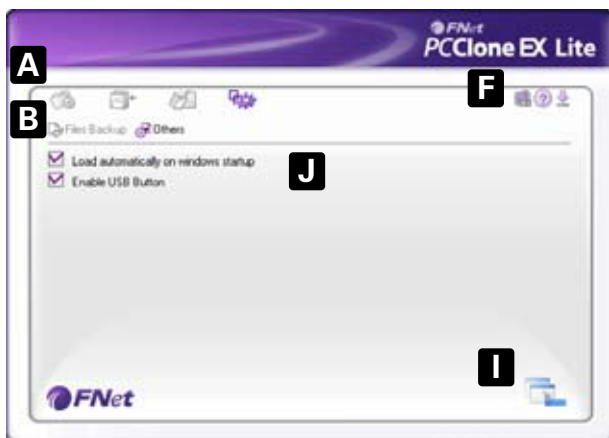 FNet
PCClone EX Lite
A
F
B
Files Backup Others
Load automatically on windows startup
J
Enable USB Button
I
FNet